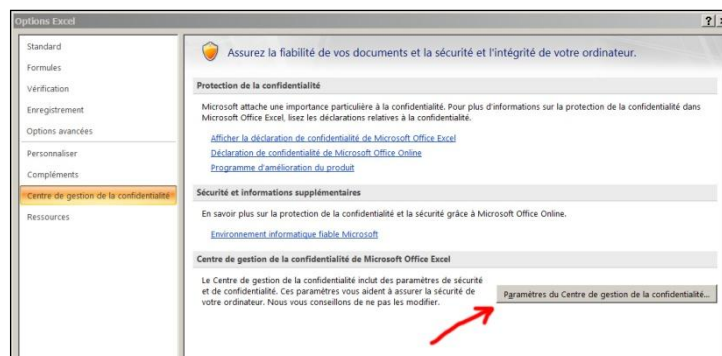 Options Excel
Standard
Formules
Vérification
Enregistrement
Options avancées
Personnaliser
Compléments
Centre de gestion de la confidentialité
Ressources
Assurez la fiabilité de vos documents et la sécurité et l'intégrité de votre ordinateur.
Protection de la confidentialité
Microsoft attache une importance particulière à la confidentialité. Pour plus d'informations sur la protection de la confidentialité dans
Microsoft Office Excel, lisez les déclarations relatives à la confidentialité.
Afficher la déclaration de confidentialité de Microsoft Office Excel
Déclaration de confidentialité de Microsoft Office Online
Programme d'amélioration du produit
Sécurité et informations supplémentaires
En savoir plus sur la protection de la confidentialité et la sécurité grâce à Microsoft Office Online.
Environnement informatique fiable Microsoft
Centre de gestion de la confidentialité de Microsoft Office Excel
Le Centre de gestion de la confidentialité inclut des paramètres de sécurité
et de confidentialité. Ces paramètres vous aident à assurer la sécurité de
votre ordinateur. Nous vous conseillons de ne pas les modifier.
Paramètres du Centre de gestion de la confidentialité...